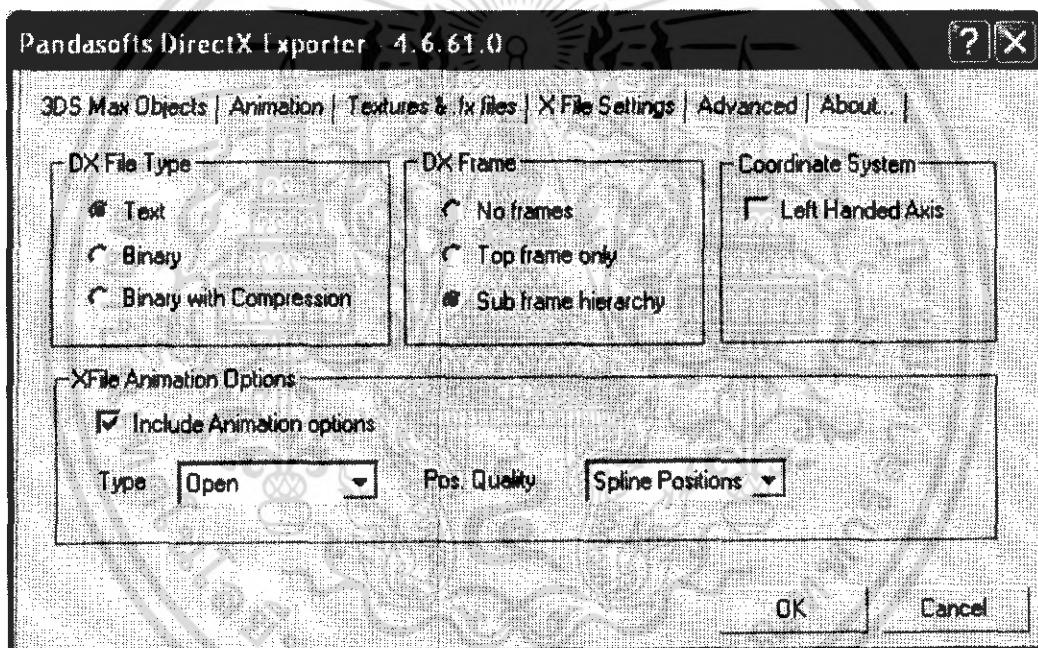 Pandasofts DirectX Exporter 4.6.61.0
3DS Max Objects Animation Textures & .fx files X File Settings Advanced About...
DX File Type
Text
Binary
Binary with Compression
DX Frame
No frames
Top frame only
Sub frame hierarchy
Coordinate System
Left Handed Axis
XFile Animation Options
Include Animation options
Type Open Pos. Quality Spline Positions
OK Cancel